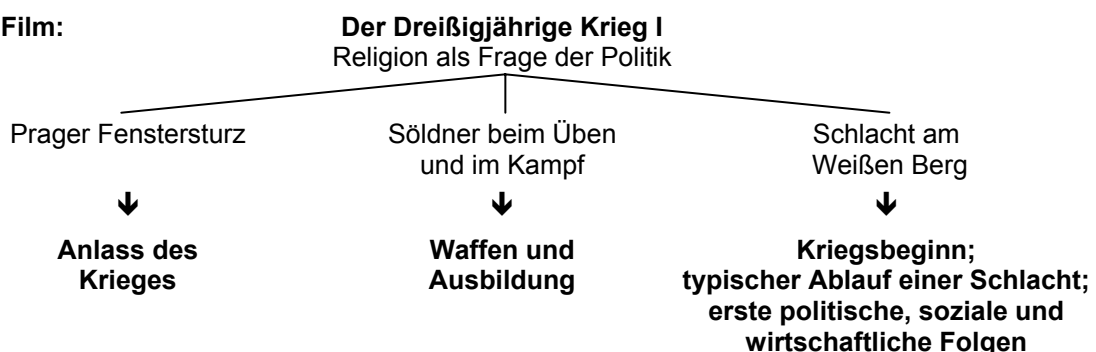 Film: Der Dreißigjährige Krieg I
Religion als Frage der Politik
Prager Fenstersturz
Anlass des
Krieges
Söldner beim Üben
und im Kampf
Waffen und
Ausbildung
Schlacht am
Weißen Berg
Kriegsbeginn;
typischer Ablauf einer Schlacht;
erste politische, soziale und
wirtschaftliche Folgen